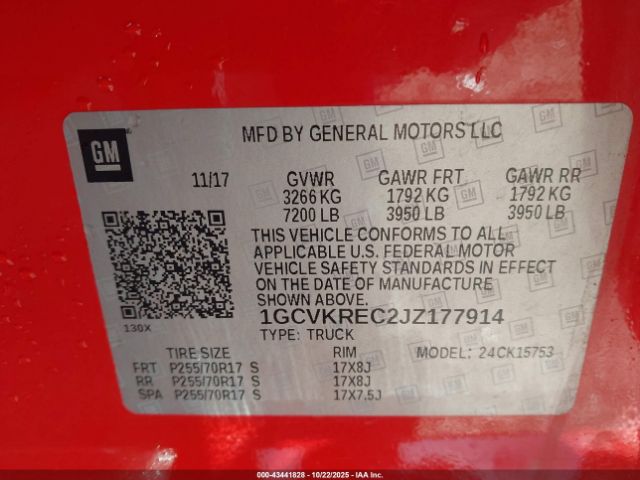 GM
MFD BY GENERAL MOTORS LLC
11/17 GVWR GAWR FRT GAWR RR
3266 KG 1792 KG 1792 KG
7200 LB 3950 LB 3950 LB
THIS VEHICLE CONFORMS TO ALL
APPLICABLE U.S. FEDERAL MOTOR
VEHICLE SAFETY STANDARDS IN EFFECT
ON THE DATE OF MANUFACTURE
SHOWN ABOVE.
130X
1GCVKREC2JZ177914
TYPE: TRUCK
MODEL: 24CK15753
TIRE SIZE RIM
FRT P255/70R17 S 17X8J
RR P255/70R17 S 17X8J
SPA P255/70R17 S 17X7.5J
000-43441828 - 10/22/2025 - IAA Inc.